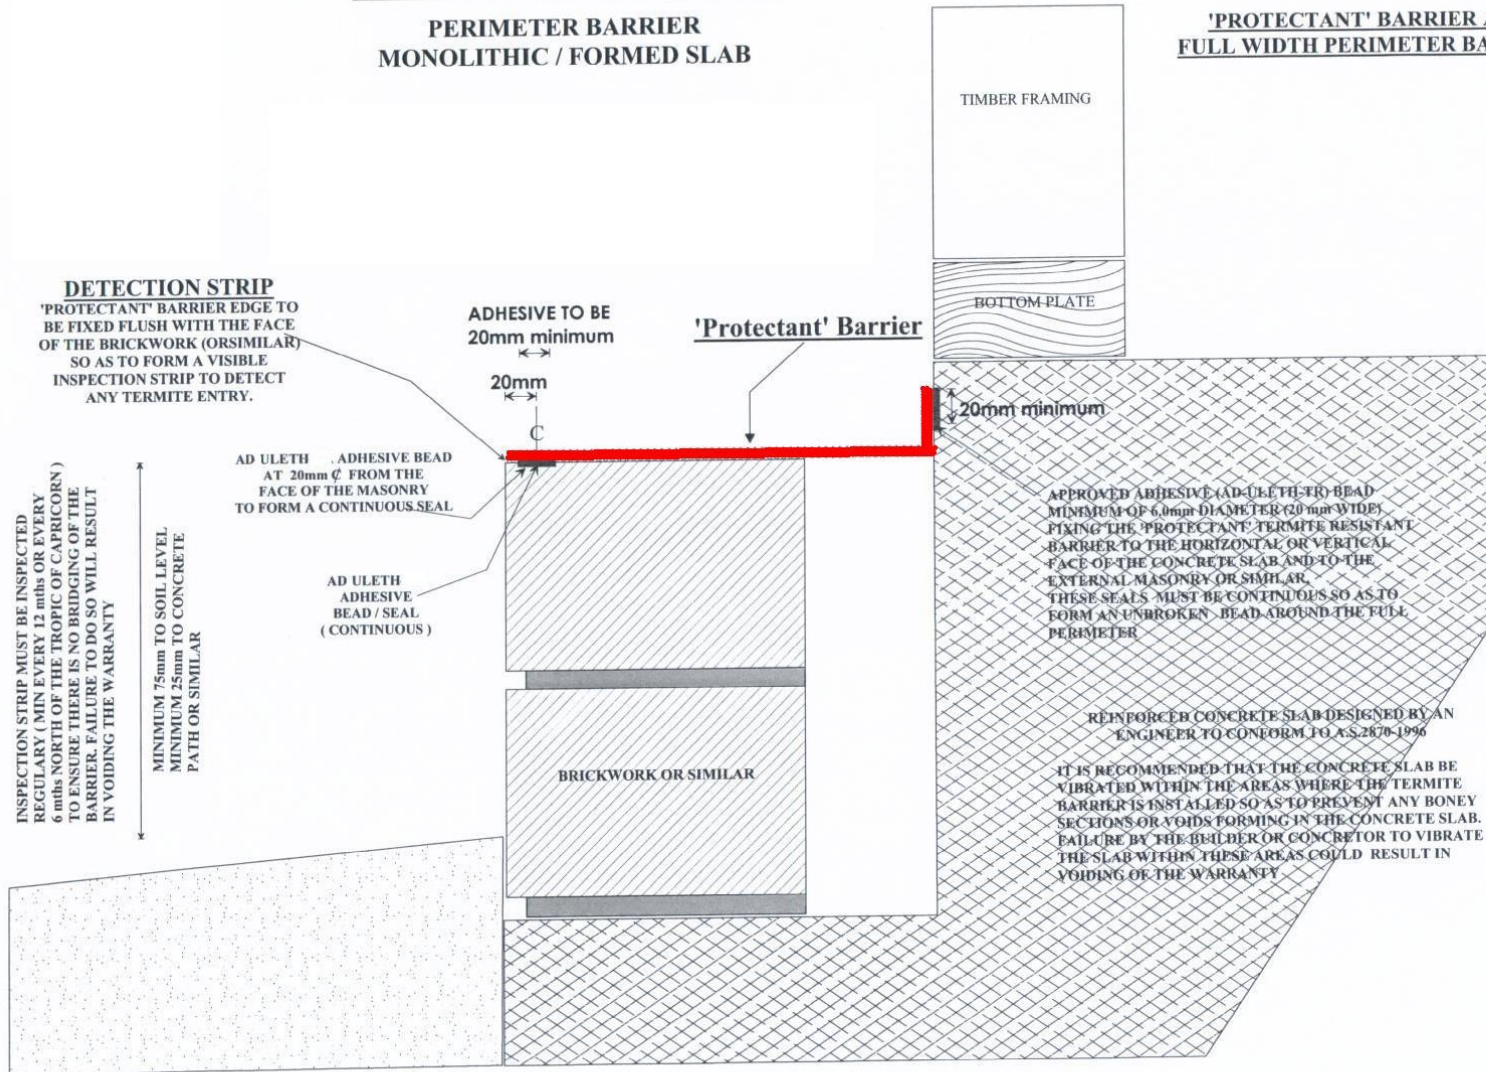 PERIMETER BARRIER
MONOLITHIC / FORMED SLAB
'PROTECTANT' BARRIER
FULL WIDTH PERIMETER
TIMBER FRAMING
BOTTOM PLATE
DETECTION STRIP
'PROTECTANT' BARRIER EDGE TO
BE FIXED FLUSH WITH THE FACE
OF THE BRICKWORK (ORSIMILAR)
SO AS TO FORM A VISIBLE
INSPECTION STRIP TO DETECT
ANY TERMITE ENTRY.
ADHESIVE TO BE
20mm minimum
20mm
C
'Protectant' Barrier
20mm minimum
AD ULETH . ADHESIVE BEAD
AT 20mm ₵ FROM THE
FACE OF THE MASONRY
TO FORM A CONTINUOUS SEAL
AD ULETH
ADHESIVE
BEAD / SEAL
( CONTINUOUS )
INSPECTION STRIP MUST BE INSPECTED
REGULARY ( MIN EVERY 12 mths OR EVERY
6 mths NORTH OF THE TROPIC OF CAPRICORN )
TO ENSURE THERE IS NO BRIDGING OF THE
BARRIER. FAILURE TO DO SO WILL RESULT
IN VOIDING THE WARRANTY
MINIMUM 75mm TO SOIL LEVEL
MINIMUM 25mm TO CONCRETE
PATH OR SIMILAR
APPROVED ADHESIVE (AD-ULETH-TR) BEAD
MINIMUM OF 6.0mm DIAMETER (20 mm WIDE)
FIXING THE 'PROTECTANT' TERMITE RESISTANT
BARRIER TO THE HORIZONTAL OR VERTICAL
FACE OF THE CONCRETE SLAB AND TO THE
EXTERNAL MASONRY OR SIMILAR,
THESE SEALS MUST BE CONTINUOUS SO AS TO
FORM AN UNBROKEN BEAD AROUND THE FULL
PERIMETER
BRICKWORK OR SIMILAR
REINFORCED CONCRETE SLAB DESIGNED BY AN
ENGINEER TO CONFORM TO A.S.2870-1996
IT IS RECOMMENDED THAT THE CONCRETE SLAB BE
VIBRATED WITHIN THE AREAS WHERE THE TERMITE
BARRIER IS INSTALLED SO AS TO PREVENT ANY BONEY
SECTIONS OR VOIDS FORMING IN THE CONCRETE SLAB.
FAILURE BY THE BUILDER OR CONCRETOR TO VIBRATE
THE SLAB WITHIN THESE AREAS COULD RESULT IN
VOIDING OF THE WARRANTY